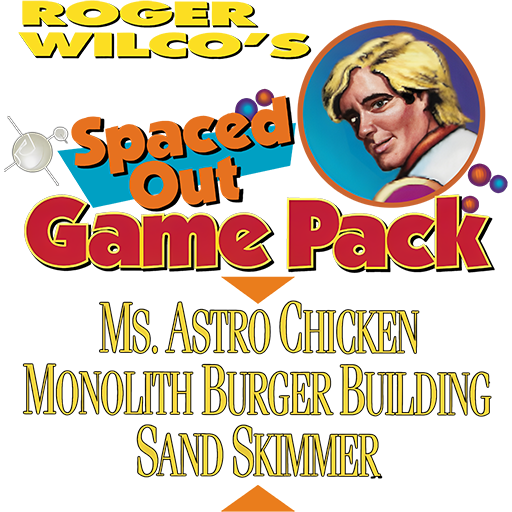 ROGER
WILCO'S
Spaced
Out
Game Pack
MS. ASTRO CHICKEN
MONOLITH BURGER BUILDING
SAND SKIMMER